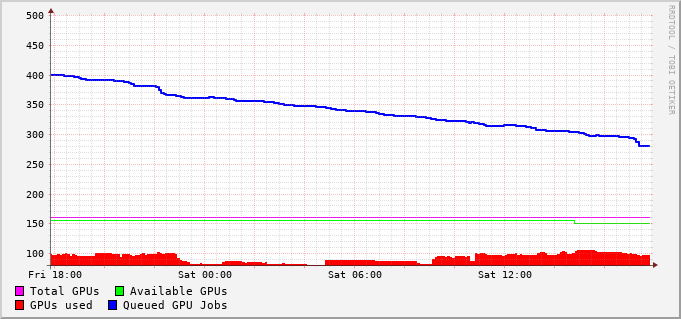 500
450
400
350
300
250
200
150
100
Fri 18:00 Sat 00:00 Sat 06:00 Sat 12:00
Total GPUs Available GPUs
GPUs used Queued GPU Jobs
RRDTOOL / TOBI OETIKER